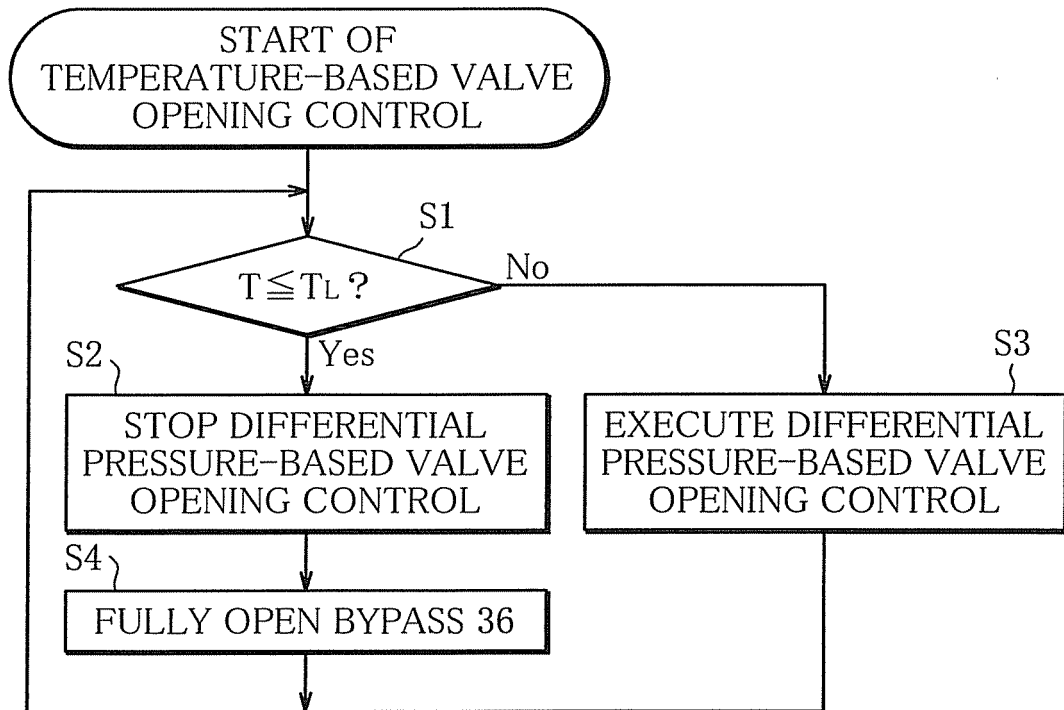 START OF
TEMPERATURE-BASED VALVE
OPENING CONTROL
S1
T≦TL ?
No
Yes
S2
STOP DIFFERENTIAL
PRESSURE-BASED VALVE
OPENING CONTROL
S3
EXECUTE DIFFERENTIAL
PRESSURE-BASED VALVE
OPENING CONTROL
S4
FULLY OPEN BYPASS 36